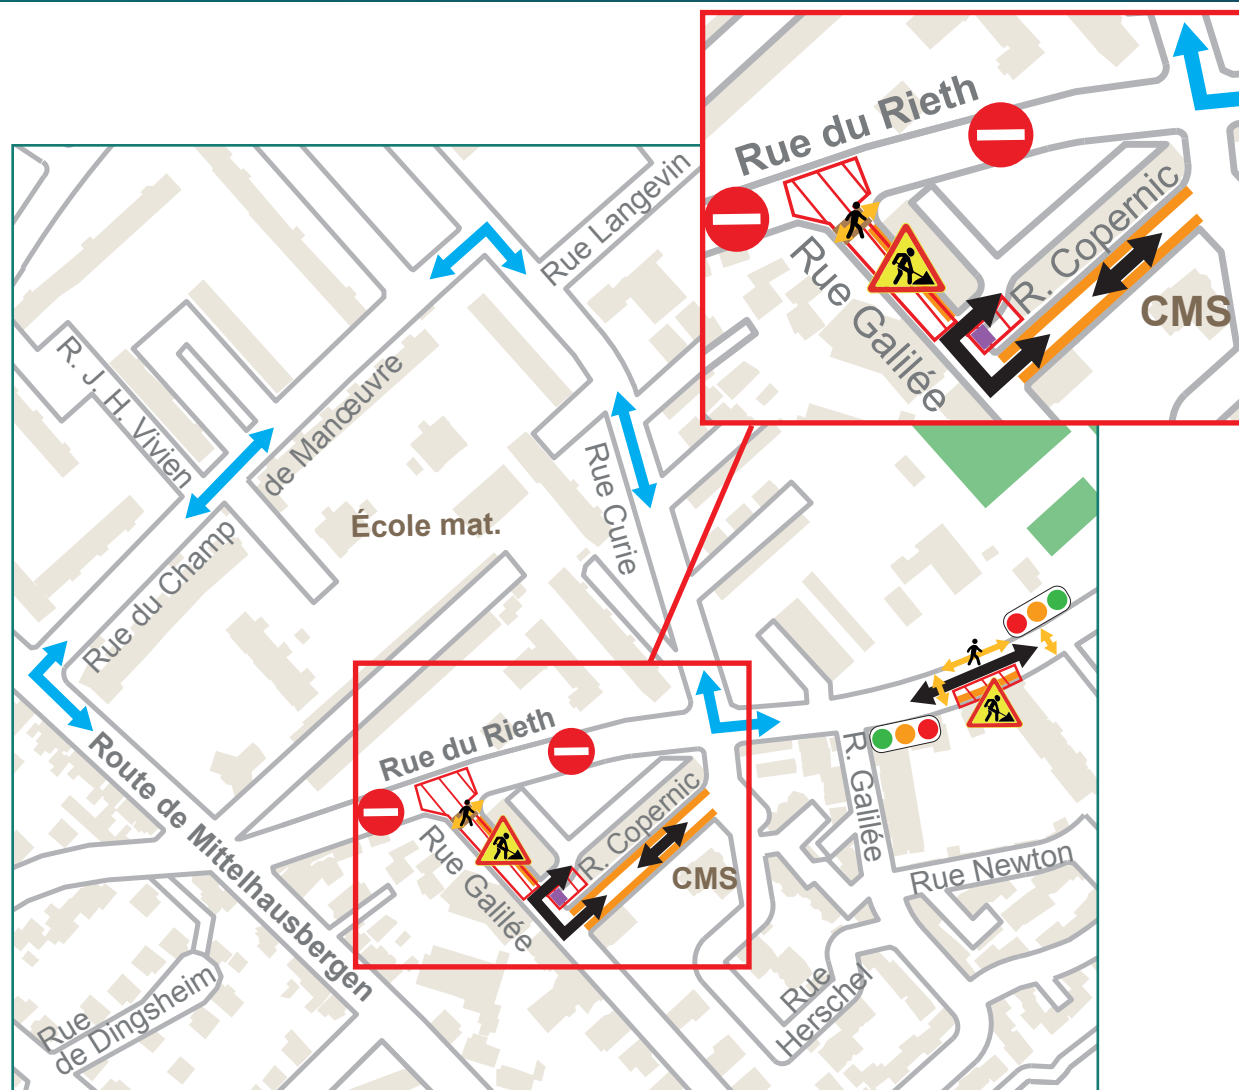 Rue du Rieth
R. Copernic
Rue Galilée
CMS
Rue Langevin
R. J. H. Vivien
de Manœuvre
Rue du Champ
École mat.
Rue Curie
Rue du Rieth
R. Copernic
Rue Galilée
CMS
R. Galilée
Rue Newton
Route de Mittelhausbergen
Rue
Herschel
Rue
de Dingsheim